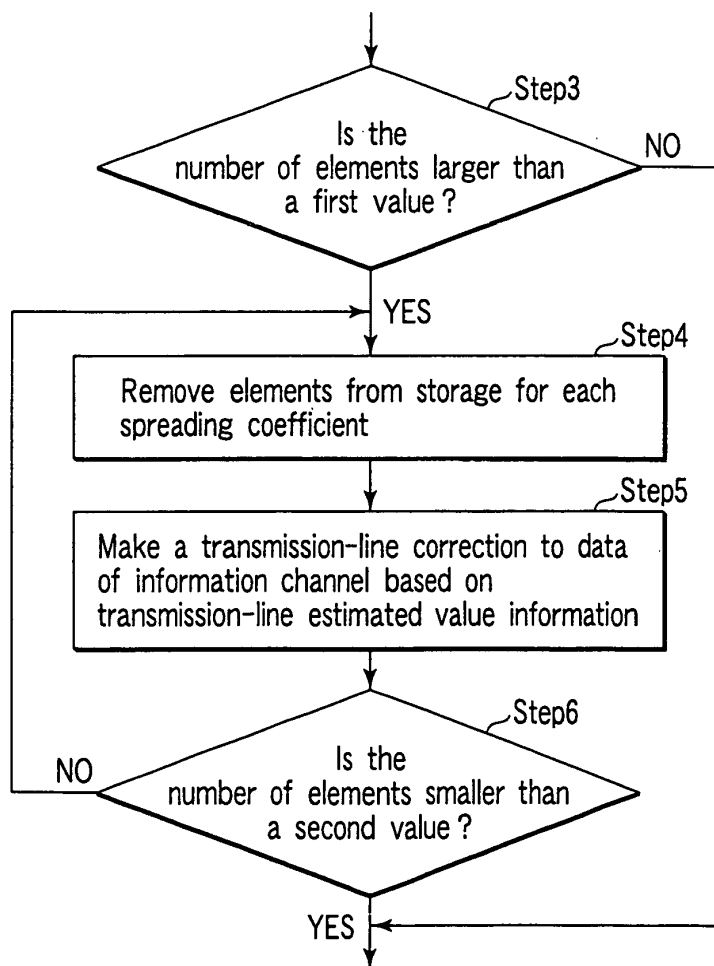 Step3
Is the
number of elements larger than
a first value?
NO
YES
Step4
Remove elements from storage for each
spreading coefficient
Step5
Make a transmission-line correction to data
of information channel based on
transmission-line estimated value information
Step6
Is the
number of elements smaller than
a second value?
NO
YES